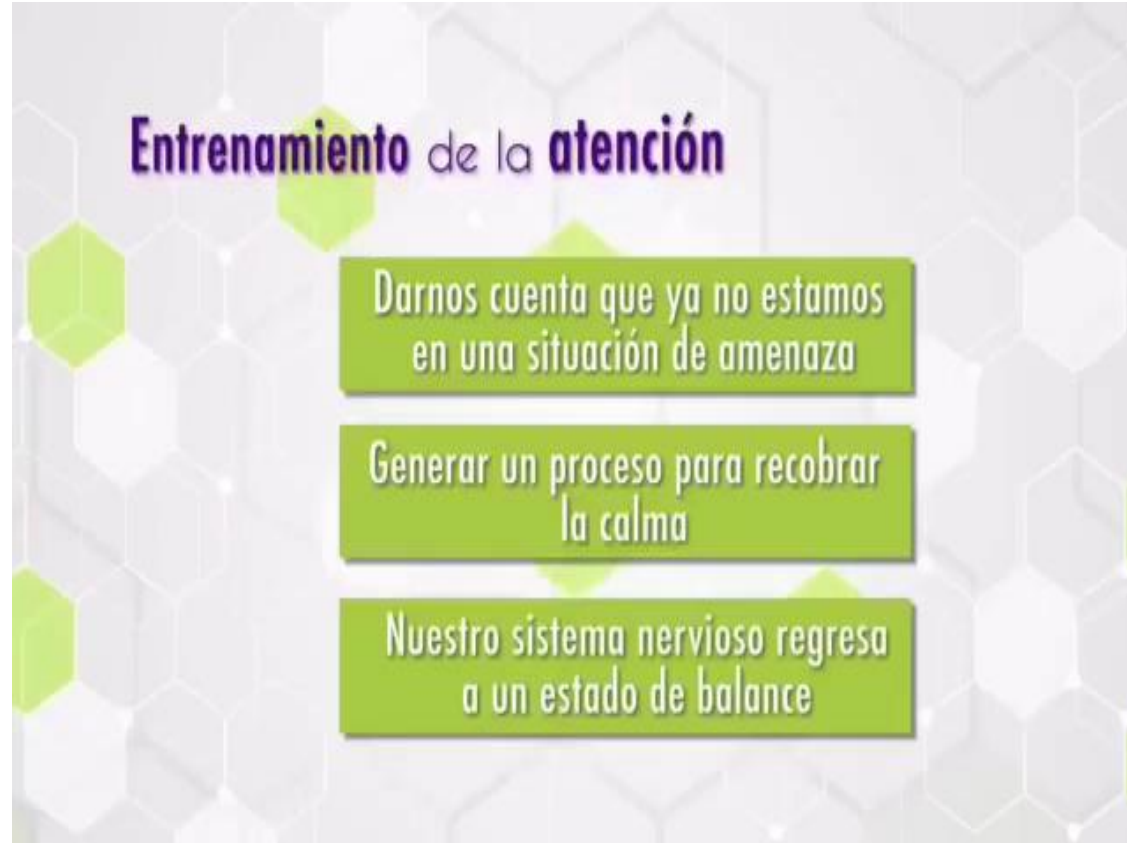 Entrenamiento de la atención
Darnos cuenta que ya no estamos
en una situación de amenaza
Generar un proceso para recobrar
la calma
Nuestro sistema nervioso regresa
a un estado de balance